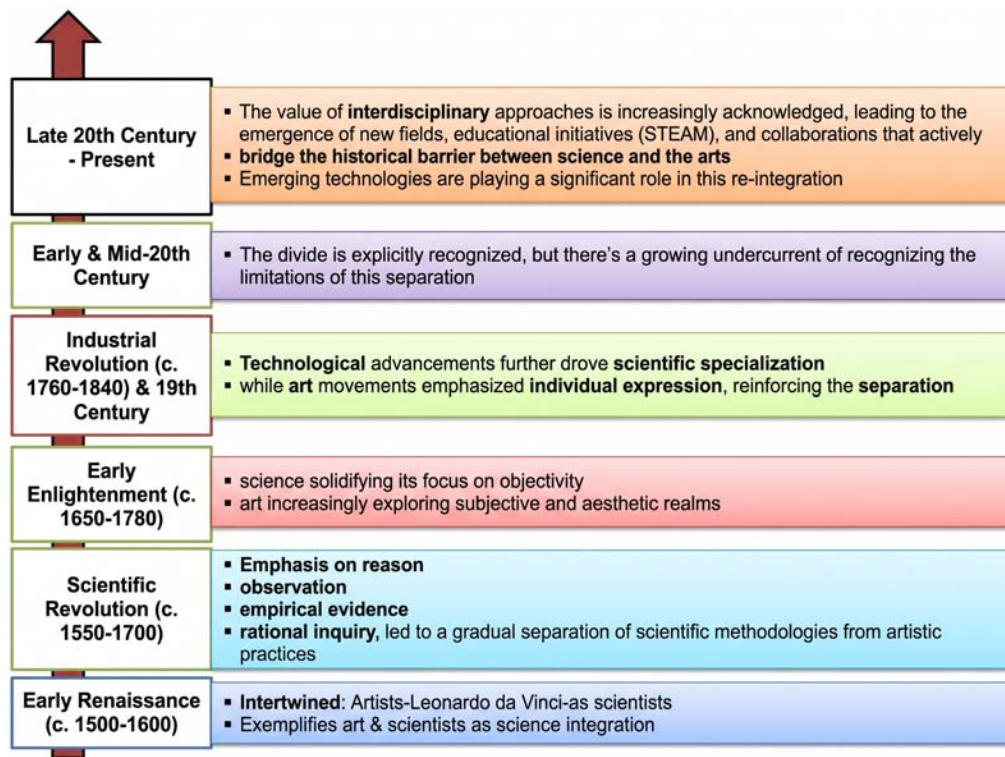 Late 20th Century
- Present
▪ The value of interdisciplinary approaches is increasingly acknowledged, leading to the
emergence of new fields, educational initiatives (STEAM), and collaborations that actively
▪ bridge the historical barrier between science and the arts
▪ Emerging technologies are playing a significant role in this re-integration
Early & Mid-20th
Century
▪ The divide is explicitly recognized, but there's a growing undercurrent of recognizing the
limitations of this separation
Industrial
Revolution (c.
1760-1840) & 19th
Century
▪ Technological advancements further drove scientific specialization
▪ while art movements emphasized individual expression, reinforcing the separation
Early
Enlightenment (c.
1650-1780)
▪ science solidifying its focus on objectivity
▪ art increasingly exploring subjective and aesthetic realms
Scientific
Revolution (c.
1550-1700)
▪ Emphasis on reason
▪ observation
▪ empirical evidence
▪ rational inquiry, led to a gradual separation of scientific methodologies from artistic
practices
Early Renaissance
(c. 1500-1600)
▪ Intertwined: Artists-Leonardo da Vinci-as scientists
▪ Exemplifies art & scientists as science integration